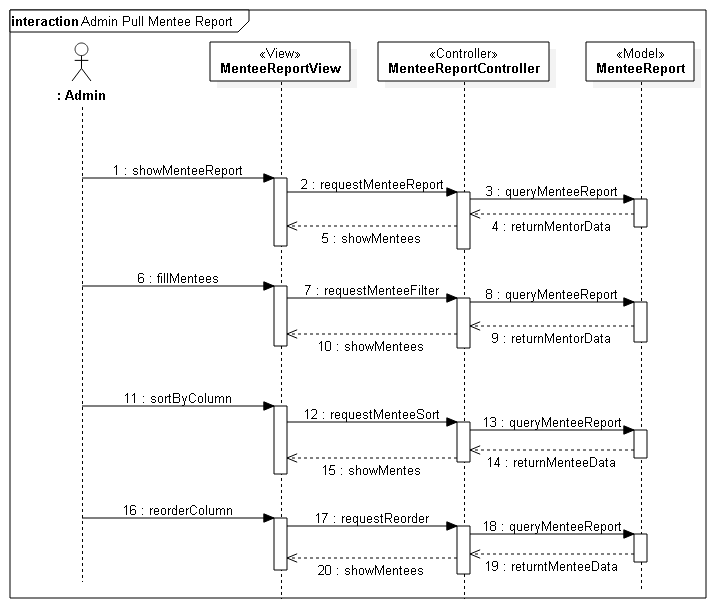 interaction Admin Pull Mentee Report
«View»
MenteeReportView
«Controller»
MenteeReportController
«Model»
MenteeReport
: Admin
1 : showMenteeReport
2 : requestMenteeReport
3 : queryMenteeReport
4 : returnMentorData
5 : showMentees
6 : fillMentees
7 : requestMenteeFilter
8 : queryMenteeReport
9 : returnMentorData
10 : showMentees
11 : sortByColumn
12 : requestMenteeSort
13 : queryMenteeReport
14 : returnMenteeData
15 : showMentes
16 : reorderColumn
17 : requestReorder
18 : queryMenteeReport
19 : returntMenteeData
20 : showMentees